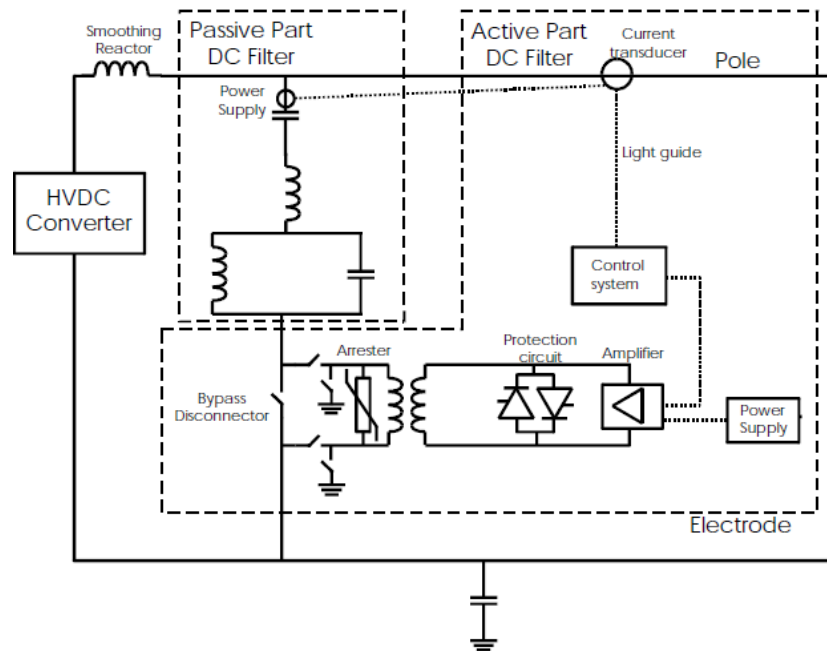 Smoothing
Reactor
Passive Part
DC Filter
Active Part
DC Filter
Current
transducer
Pole
Power
Supply
Light guide
HVDC
Converter
Control
system
Arrester
Protection
circuit
Amplifier
Bypass
Disconnector
Power
Supply
Electrode